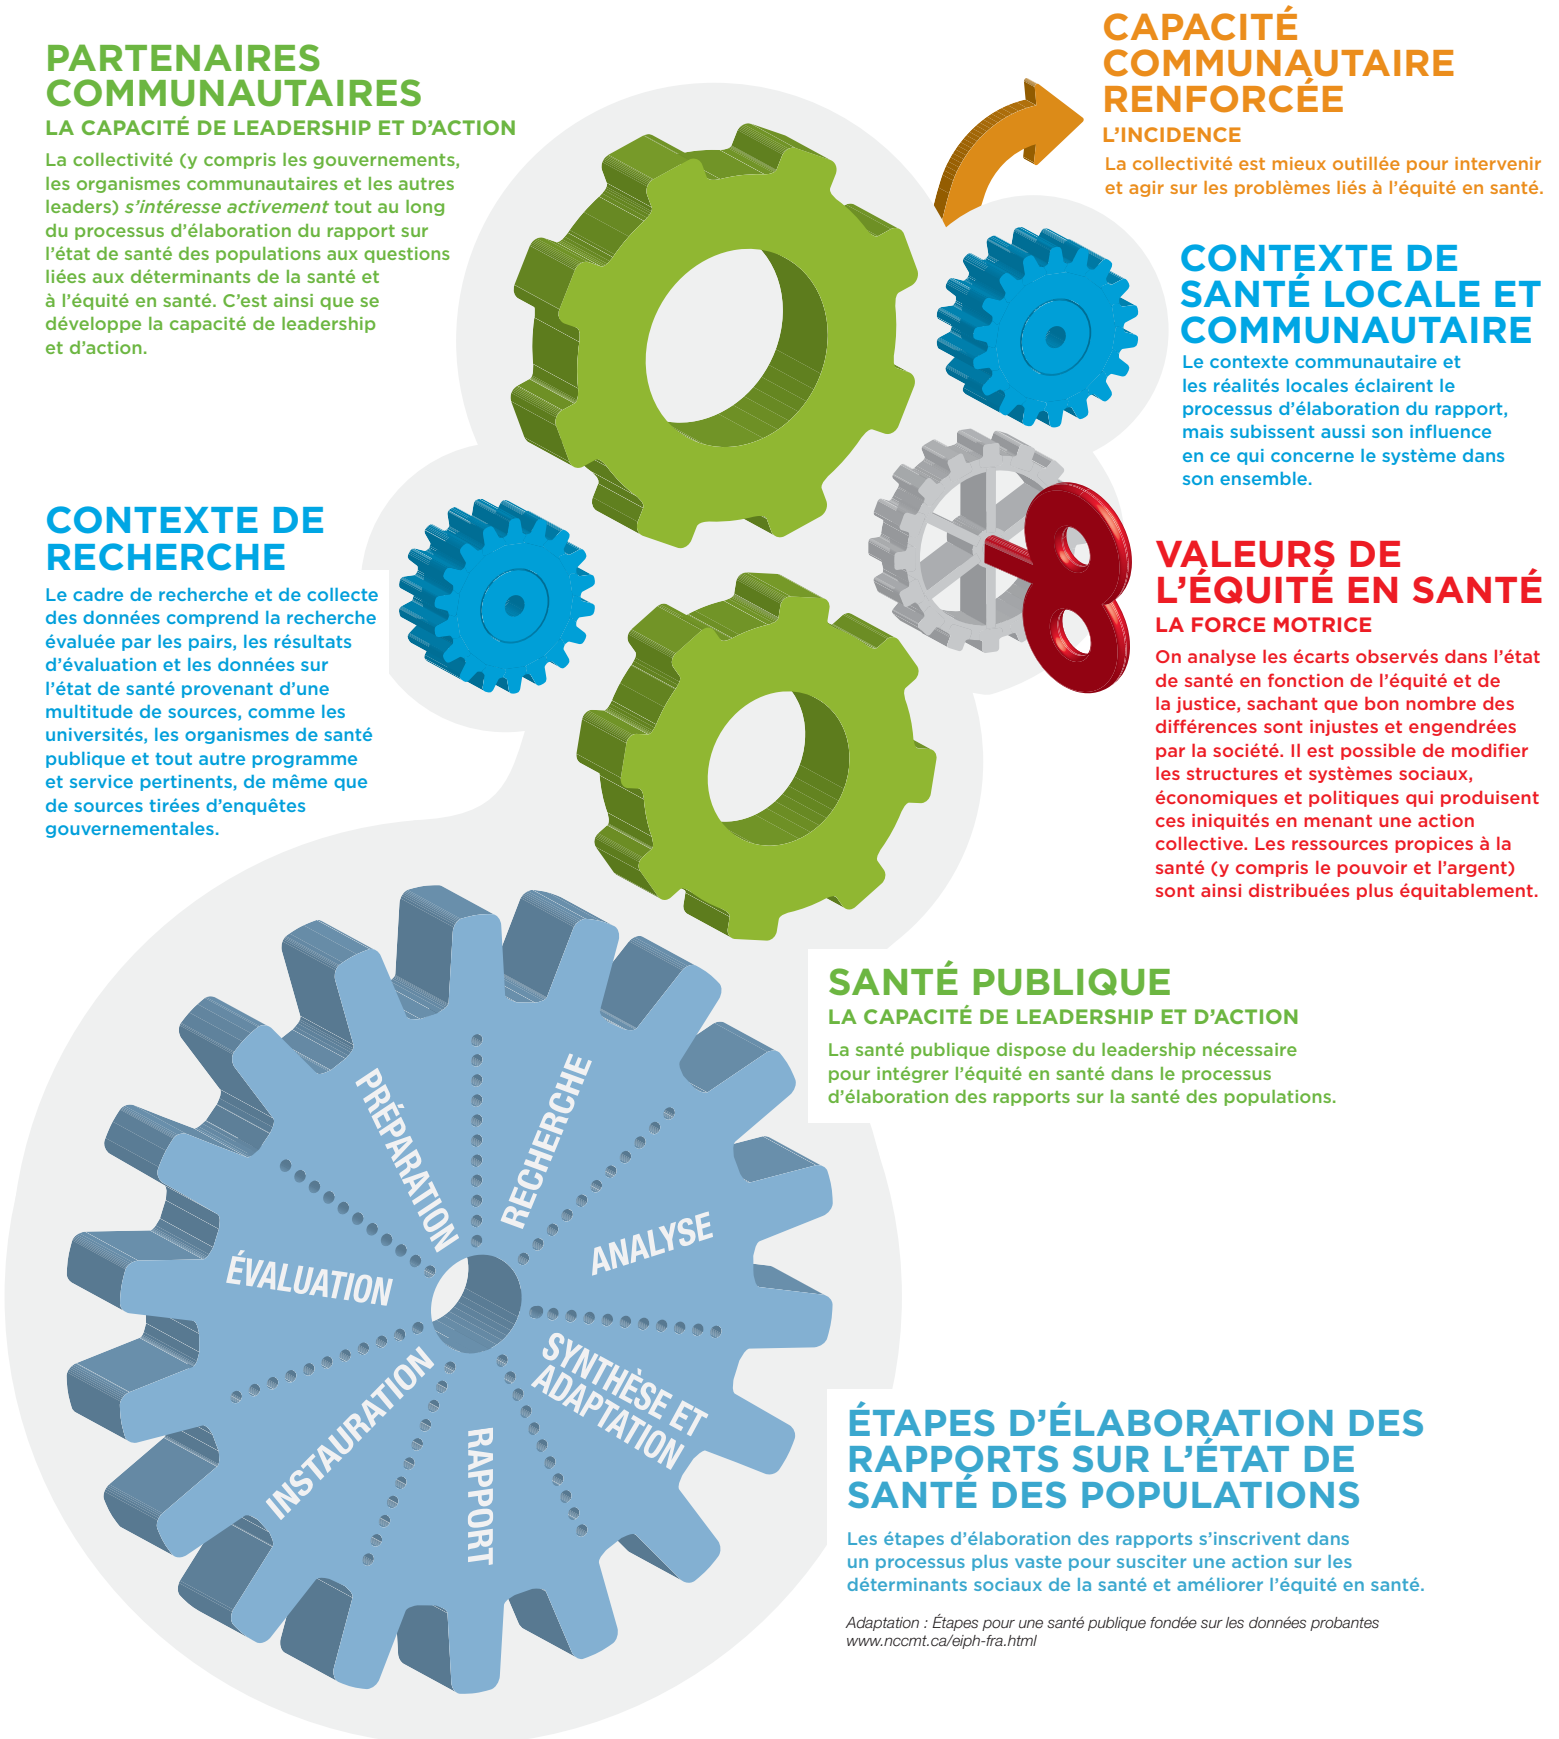 PARTENAIRES
COMMUNAUTAIRES
LA CAPACITÉ DE LEADERSHIP ET D’ACTION
La collectivité (y compris les gouvernements,
les organismes communautaires et les autres
leaders) s’intéresse activement tout au long
du processus d’élaboration du rapport sur
l’état de santé des populations aux questions
liées aux déterminants de la santé et
à l’équité en santé. C’est ainsi que se
développe la capacité de leadership
et d’action.
CAPACITÉ
COMMUNAUTAIRE
RENFORCÉE
L’INCIDENCE
La collectivité est mieux outillée pour intervenir
et agir sur les problèmes liés à l’équité en santé.
CONTEXTE DE
SANTÉ LOCALE ET
COMMUNAUTAIRE
Le contexte communautaire et
les réalités locales éclairent le
processus d’élaboration du rapport,
mais subissent aussi son influence
en ce qui concerne le système dans
son ensemble.
CONTEXTE DE
RECHERCHE
Le cadre de recherche et de collecte
des données comprend la recherche
évaluée par les pairs, les résultats
d’évaluation et les données sur
l’état de santé provenant d’une
multitude de sources, comme les
universités, les organismes de santé
publique et tout autre programme
et service pertinents, de même que
de sources tirées d’enquêtes
gouvernementales.
VALEURS DE
L’ÉQUITÉ EN SANTÉ
LA FORCE MOTRICE
On analyse les écarts observés dans l’état
de santé en fonction de l’équité et de
la justice, sachant que bon nombre des
différences sont injustes et engendrées
par la société. Il est possible de modifier
les structures et systèmes sociaux,
économiques et politiques qui produisent
ces iniquités en menant une action
collective. Les ressources propices à la
santé (y compris le pouvoir et l’argent)
sont ainsi distribuées plus équitablement.
SANTÉ PUBLIQUE
LA CAPACITÉ DE LEADERSHIP ET D’ACTION
La santé publique dispose du leadership nécessaire
pour intégrer l’équité en santé dans le processus
d’élaboration des rapports sur la santé des populations.
PRÉPARATION
RECHERCHE
ANALYSE
SYNTHÈSE ET
ADAPTATION
RAPPORT
INSTAURATION
ÉVALUATION
ÉTAPES D’ÉLABORATION DES
RAPPORTS SUR L’ÉTAT DE
SANTÉ DES POPULATIONS
Les étapes d’élaboration des rapports s’inscrivent dans
un processus plus vaste pour susciter une action sur les
déterminants sociaux de la santé et améliorer l’équité en santé.
Adaptation : Étapes pour une santé publique fondée sur les données probantes
www.nccmt.ca/eiph-fra.html